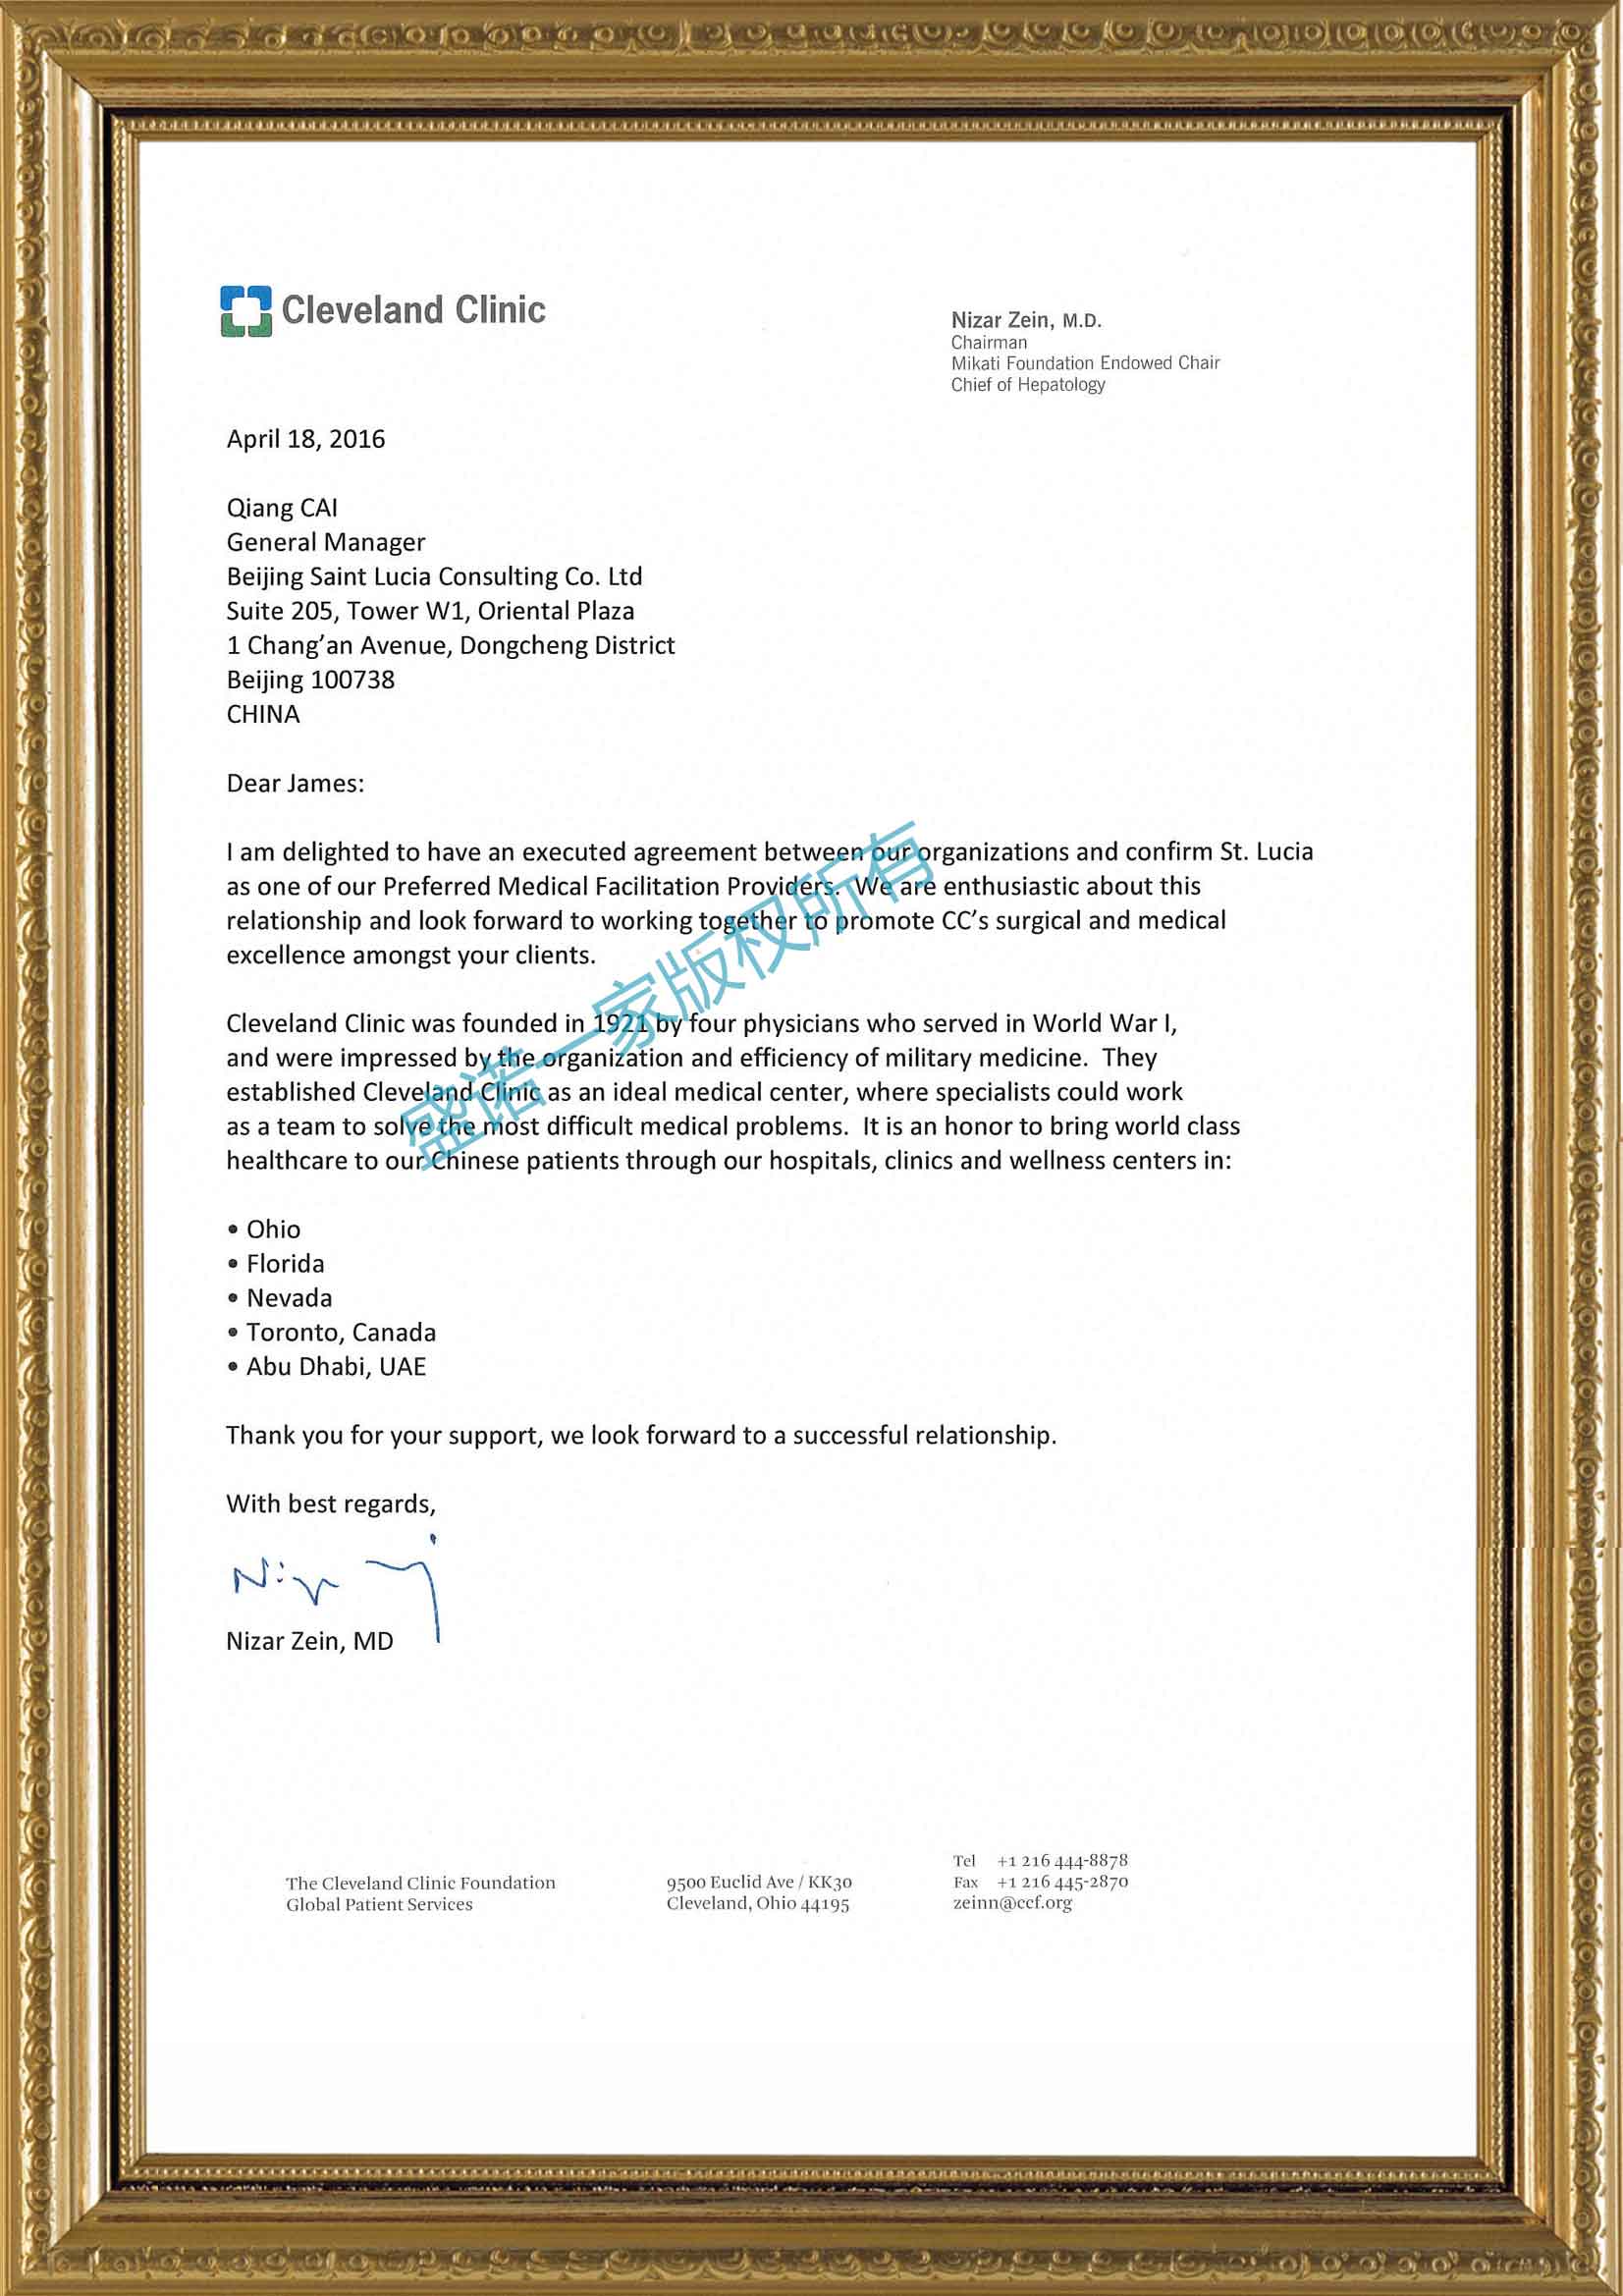 Cleveland Clinic
Nizar Zein, M.D.
Chairman
Mikati Foundation Endowed Chair
Chief of Hepatology
April 18, 2016
Qiang CAI
General Manager
Beijing Saint Lucia Consulting Co. Ltd
Suite 205, Tower W1, Oriental Plaza
1 Chang’an Avenue, Dongcheng District
Beijing 100738
CHINA
Dear James:
I am delighted to have an executed agreement between our organizations and confirm St. Lucia
as one of our Preferred Medical Facilitation Providers.  We are enthusiastic about this
relationship and look forward to working together to promote CC’s surgical and medical
excellence amongst your clients.
Cleveland Clinic was founded in 1921 by four physicians who served in World War I,
and were impressed by the organization and efficiency of military medicine.  They
established Cleveland Clinic as an ideal medical center, where specialists could work
as a team to solve the most difficult medical problems.  It is an honor to bring world class
healthcare to our Chinese patients through our hospitals, clinics and wellness centers in:
• Ohio
• Florida
• Nevada
• Toronto, Canada
• Abu Dhabi, UAE
Thank you for your support, we look forward to a successful relationship.
With best regards,
Nizar Zein, MD
The Cleveland Clinic Foundation
Global Patient Services
9500 Euclid Ave / KK30
Cleveland, Ohio 44195
Tel +1 216 444-8878
Fax +1 216 445-2870
zeinn@ccf.org
盛诺一家版权所有